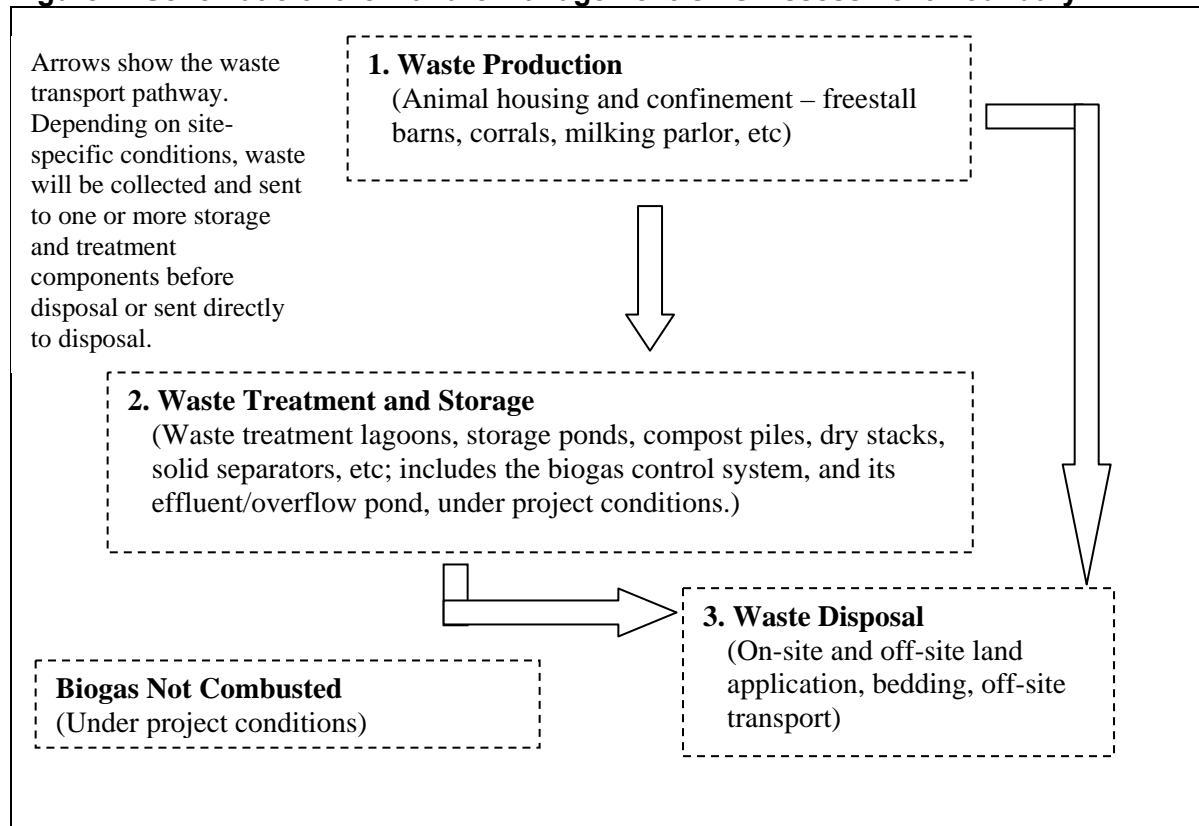 Arrows show the waste
transport pathway.
Depending on site-
specific conditions, waste
will be collected and sent
to one or more storage
and treatment
components before
disposal or sent directly
to disposal.
1. Waste Production
(Animal housing and confinement – freestall
barns, corrals, milking parlor, etc)
2. Waste Treatment and Storage
(Waste treatment lagoons, storage ponds, compost piles, dry stacks,
solid separators, etc; includes the biogas control system, and its
effluent/overflow pond, under project conditions.)
3. Waste Disposal
(On-site and off-site land
application, bedding, off-site
transport)
Biogas Not Combusted
(Under project conditions)